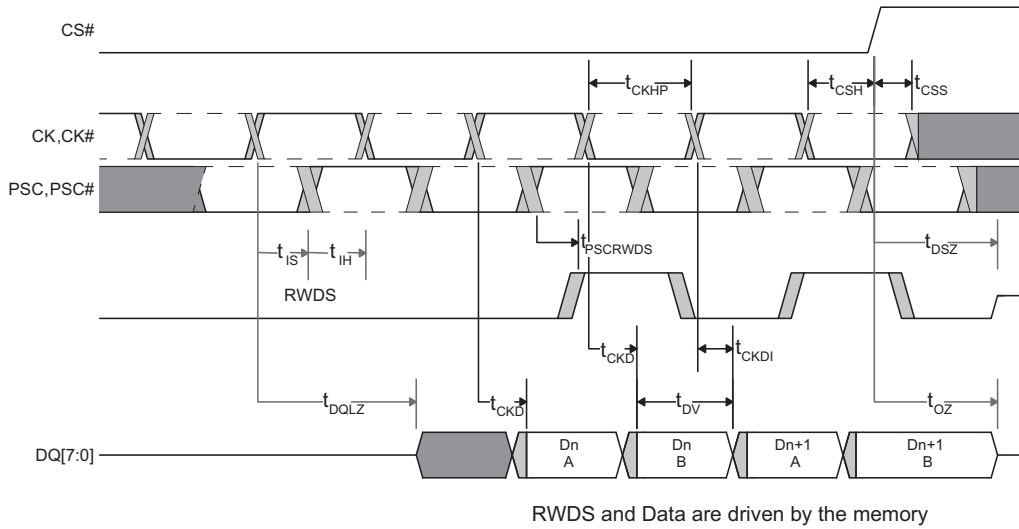 CS#
tCKHP
tCSH
tCSS
CK,CK#
PSC,PSC#
tIS
tIH
tPSCRWDS
tDSZ
RWDS
tCKD
tCKDI
tDQLZ
tCKD
tDV
tOZ
DQ[7:0]
Dn
A
Dn
B
Dn+1
A
Dn+1
B
RWDS and Data are driven by the memory